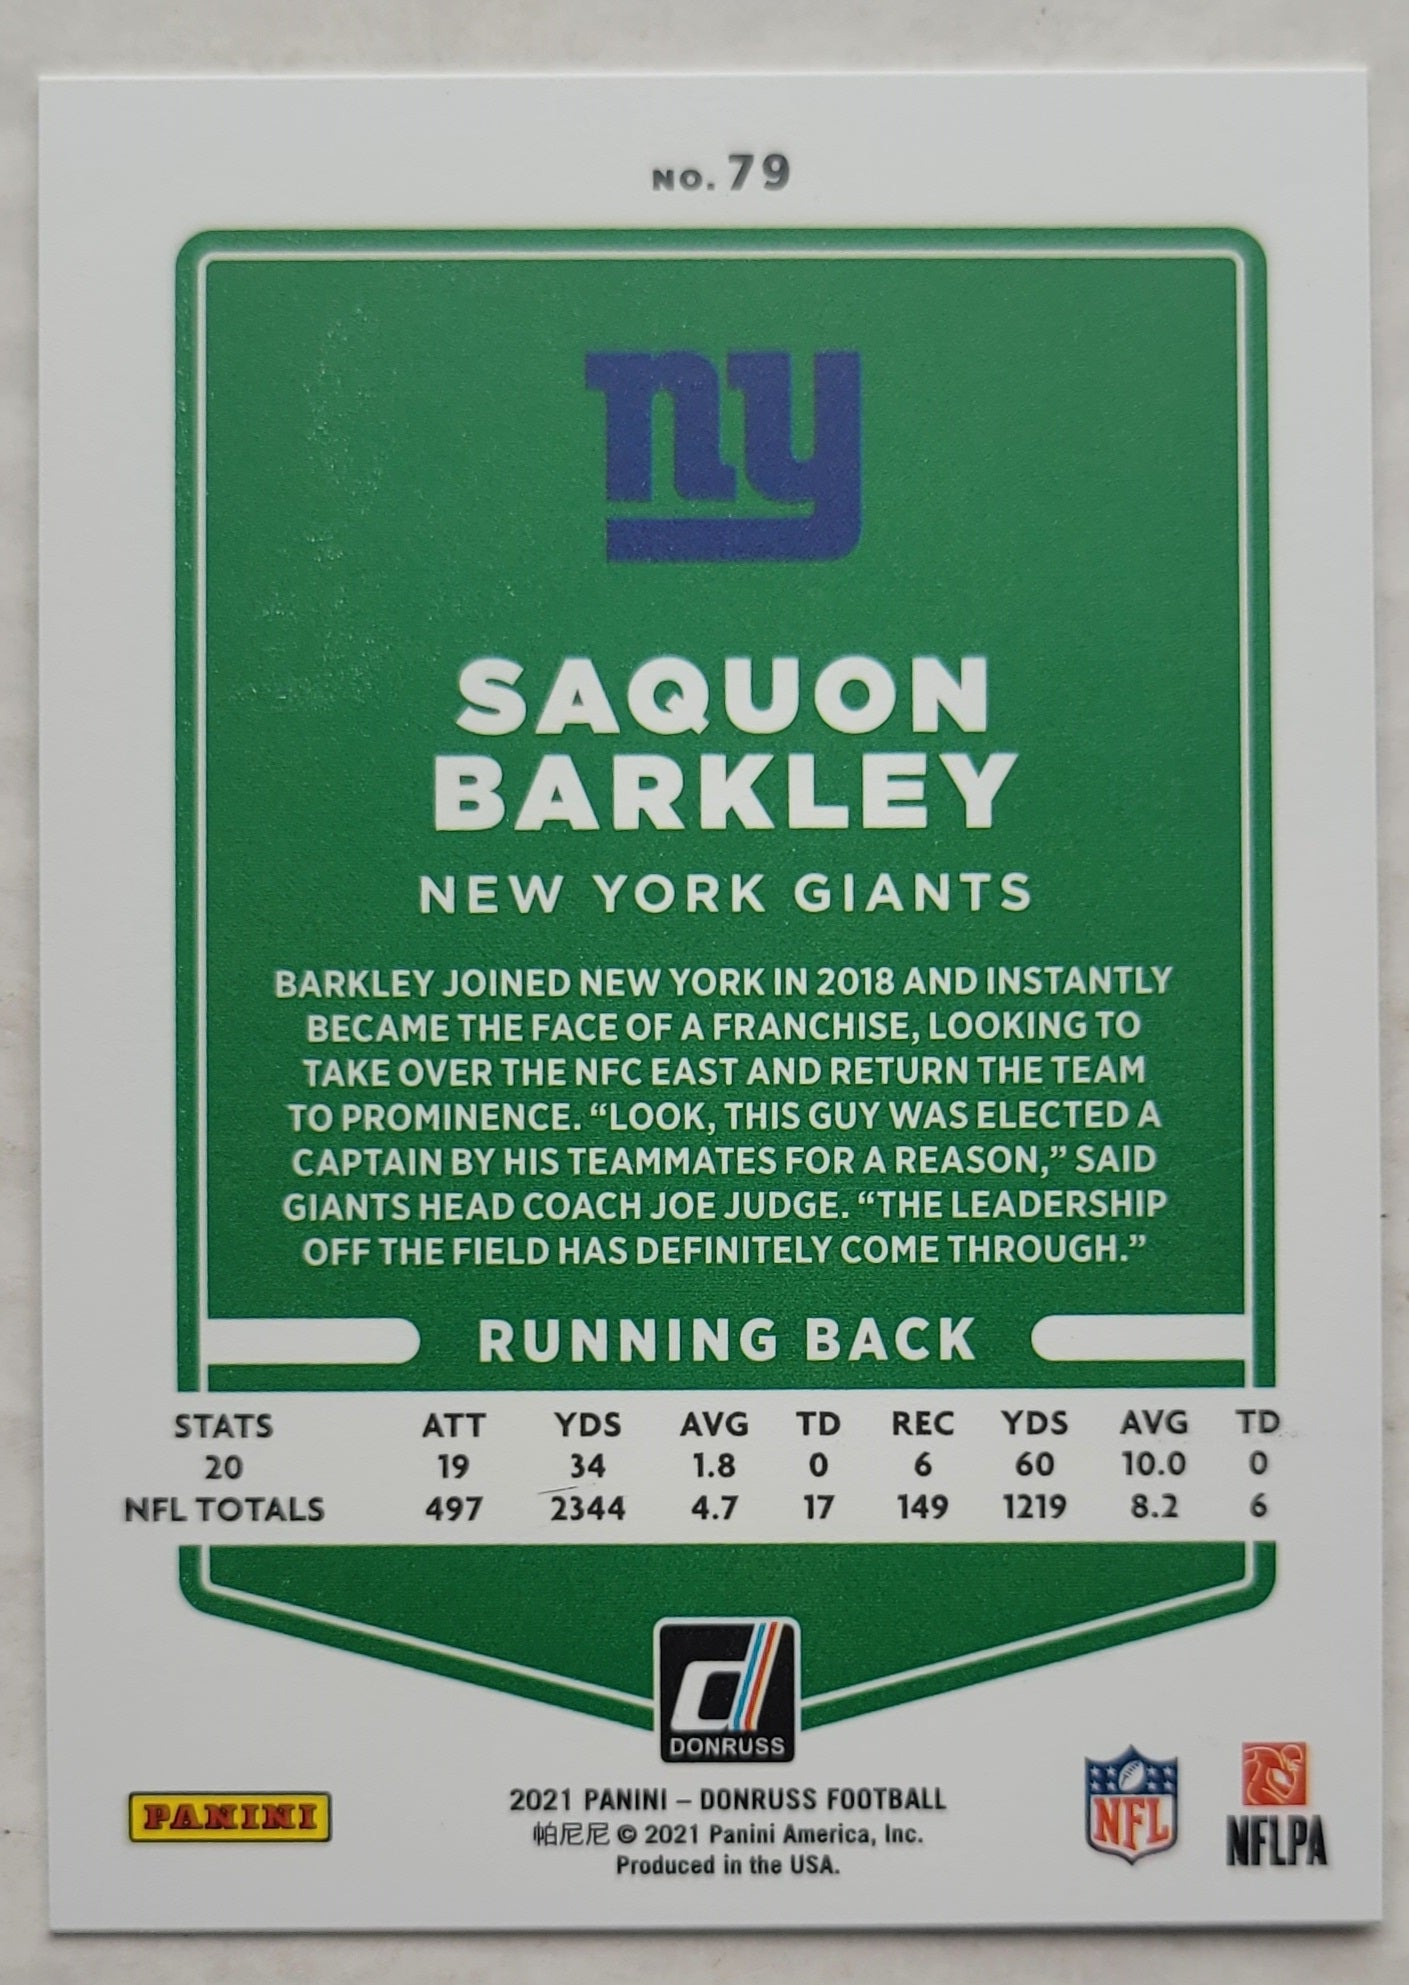 NO. 79
ny
SAQUON
BARKLEY
NEW YORK GIANTS
BARKLEY JOINED NEW YORK IN 2018 AND INSTANTLY
BECAME THE FACE OF A FRANCHISE, LOOKING TO
TAKE OVER THE NFC EAST AND RETURN THE TEAM
TO PROMINENCE. “LOOK, THIS GUY WAS ELECTED A
CAPTAIN BY HIS TEAMMATES FOR A REASON,” SAID
GIANTS HEAD COACH JOE JUDGE. “THE LEADERSHIP
OFF THE FIELD HAS DEFINITELY COME THROUGH.”
RUNNING BACK
STATS ATT YDS AVG TD REC YDS AVG TD
20 19 34 1.8 0 6 60 10.0 0
NFL TOTALS 497 2344 4.7 17 149 1219 8.2 6
d
DONRUSS
PANINI
2021 PANINI – DONRUSS FOOTBALL
帕尼尼 © 2021 Panini America, Inc.
Produced in the USA.
NFL
NFLPA